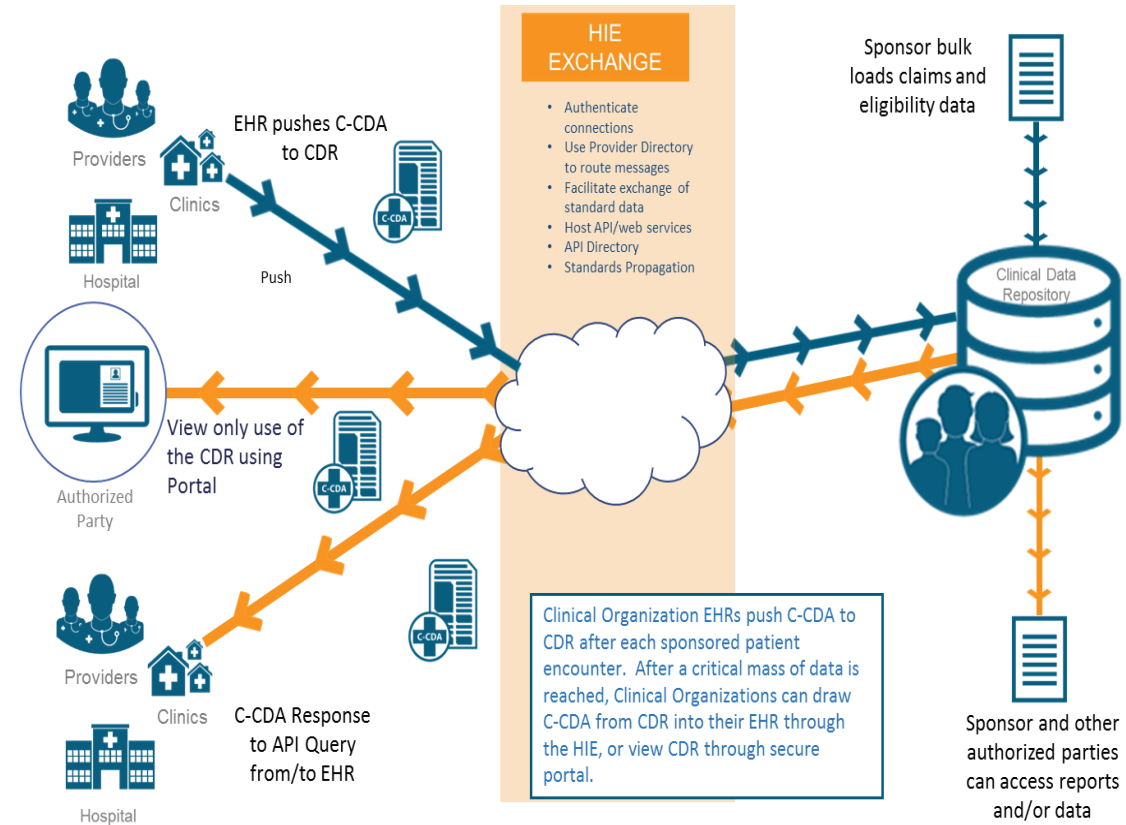 HIE
EXCHANGE
• Authenticate
connections
• Use Provider Directory
to route messages
• Facilitate exchange of
standard data
• Host API/web services
• API Directory
• Standards Propagation
Providers
Clinics
Hospital
EHR pushes C-CDA
to CDR
C-CDA
Push
Sponsor bulk
loads claims and
eligibility data
Clinical Data
Repository
Authorized
Party
View only use of
the CDR using
Portal
C-CDA
C-CDA
Providers
Clinics
Hospital
C-CDA Response
to API Query
from/to EHR
Clinical Organization EHRs push C-CDA to
CDR after each sponsored patient
encounter.  After a critical mass of data is
reached, Clinical Organizations can draw
C-CDA from CDR into their EHR through
the HIE, or view CDR through secure
portal.
Sponsor and other
authorized parties
can access reports
and/or data